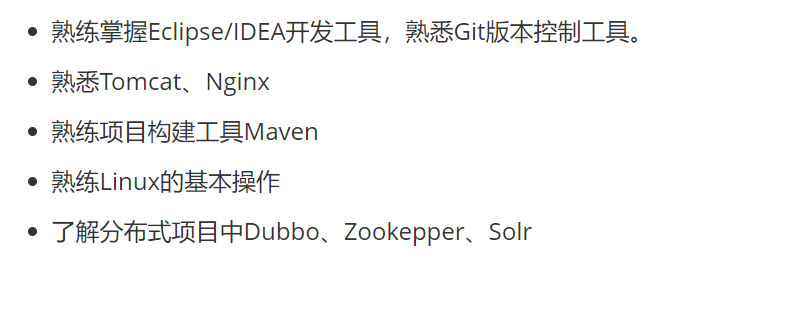 熟练掌握Eclipse/IDEA开发工具，熟悉Git版本控制工具。
熟悉Tomcat、Nginx
熟练项目构建工具Maven
熟练Linux的基本操作
了解分布式项目中Dubbo、Zookepper、Solr